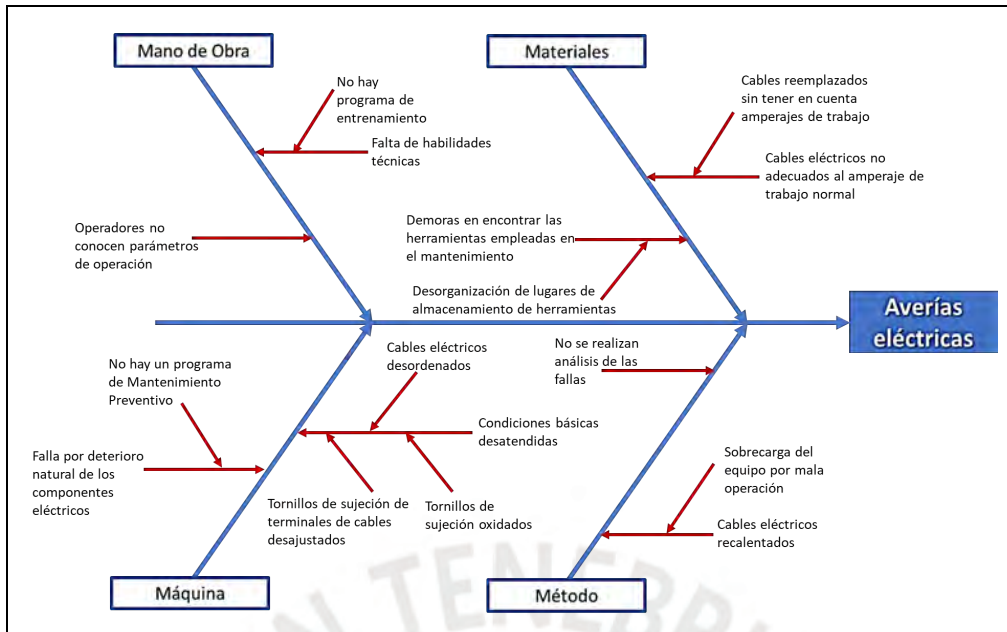 Mano de Obra
Materiales
No hay
programa de
entrenamiento
Falta de habilidades
técnicas
Operadores no
conocen parámetros
de operación
Cables reemplazados
sin tener en cuenta
amperajes de trabajo
Cables eléctricos no
adecuados al amperaje de
trabajo normal
Demoras en encontrar las
herramientas empleadas en
el mantenimiento
Desorganización de lugares de
almacenamiento de herramientas
Averías
eléctricas
No hay un programa
de Mantenimiento
Preventivo
Falla por deterioro
natural de los
componentes
eléctricos
Cables eléctricos
desordenados
Condiciones básicas
desatendidas
Tornillos de sujeción de
terminales de cables
desajustados
Tornillos de
sujeción oxidados
No se realizan
análisis de las
fallas
Sobrecarga del
equipo por mala
operación
Cables eléctricos
recalentados
Máquina
Método
TENEBR